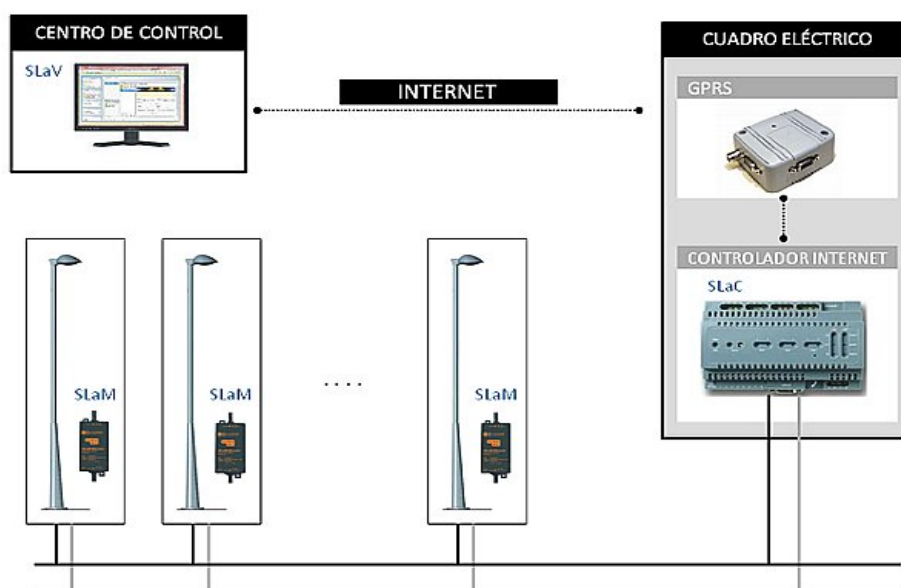 CENTRO DE CONTROL
SLaV
INTERNET
CUADRO ELÉCTRICO
GPRS
CONTROLADOR INTERNET
SLaC
SLaM
SLaM
....
SLaM